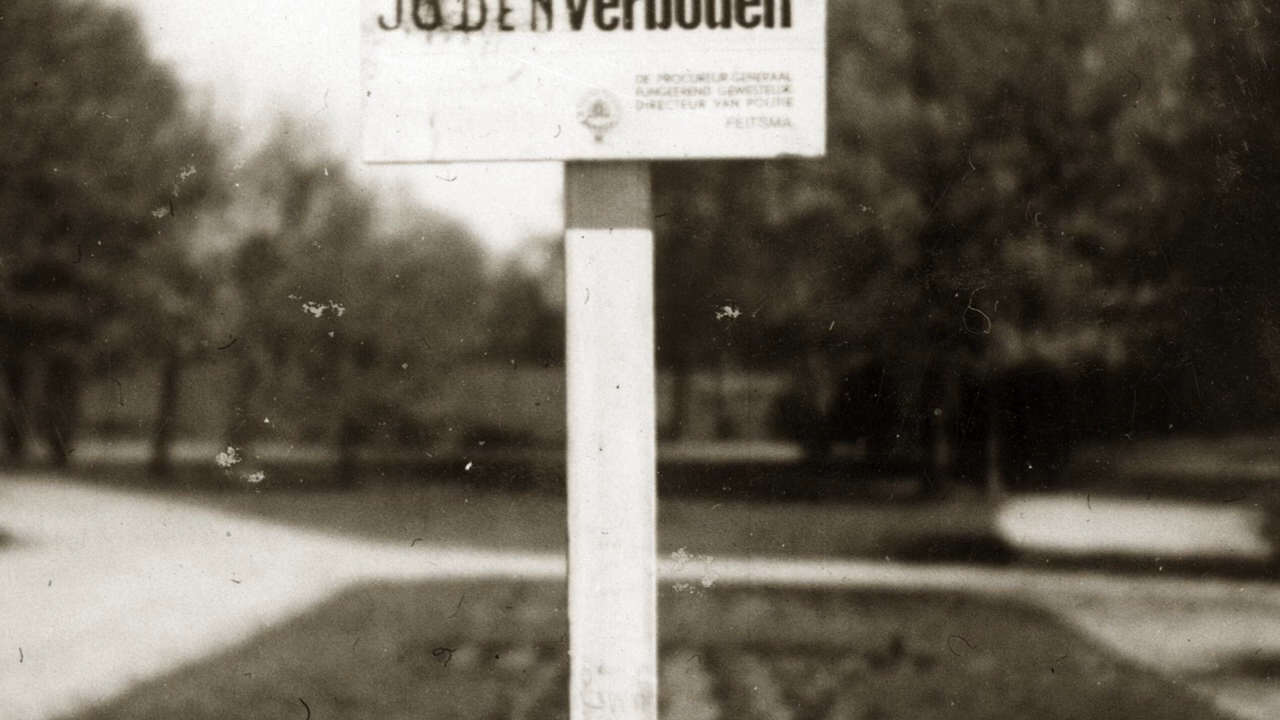 JODEN verboden
DE PROCUREUR-GENERAAL
FUNGEEREND GEWESTELIJK
DIRECTEUR VAN POLITIE
FEITSMA.